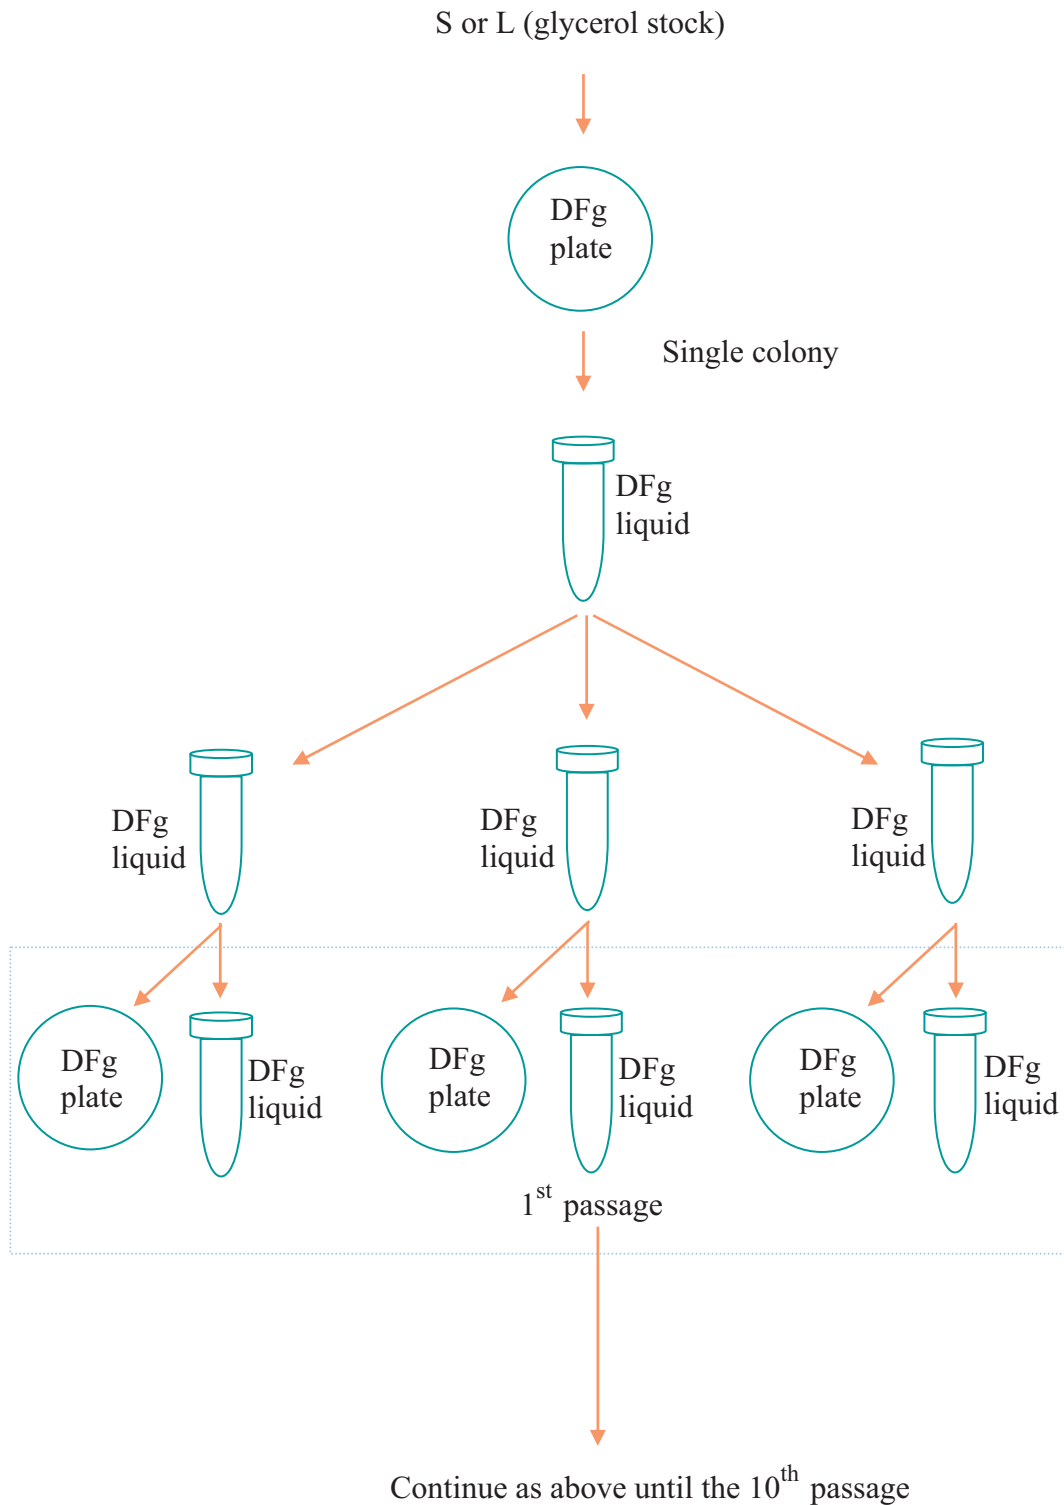 S or L (glycerol stock)
DFg
plate
Single colony
DFg
liquid
DFg
liquid
DFg
liquid
DFg
liquid
DFg
plate
DFg
liquid
DFg
plate
DFg
liquid
DFg
plate
DFg
liquid
1st passage
Continue as above until the 10th passage